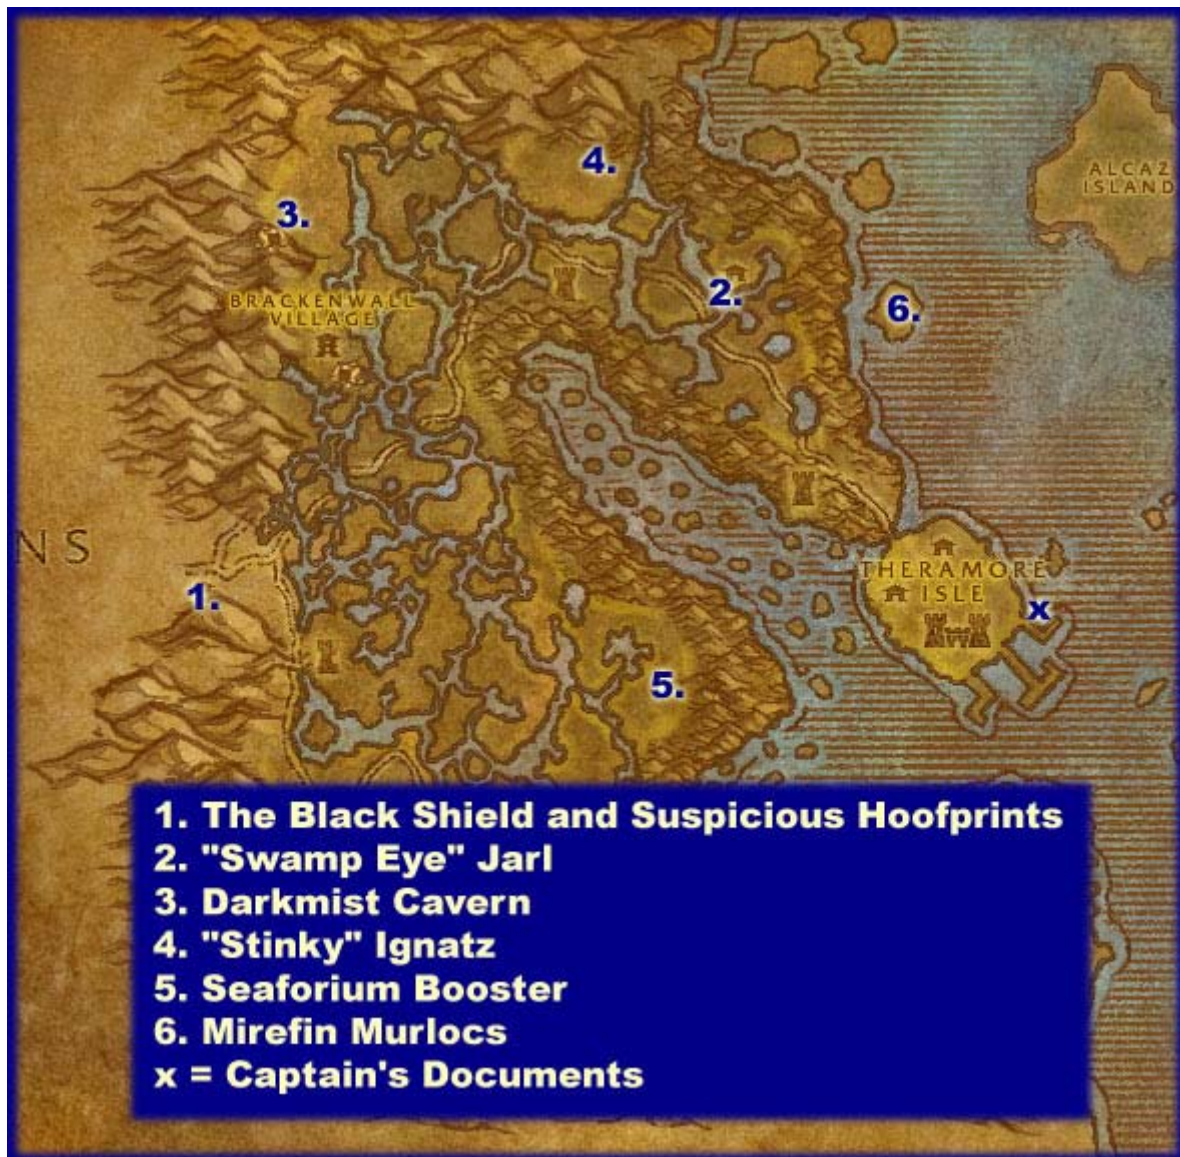 4.
ALCAZ
ISLAND
3.
2.
6.
BRACKENWALL
VILLAGE
NS
THERAMORE
ISLE
1.
x
5.
1. The Black Shield and Suspicious Hoofprints
2. "Swamp Eye" Jarl
3. Darkmist Cavern
4. "Stinky" Ignatz
5. Seaforium Booster
6. Mirefin Murlocs
x = Captain's Documents